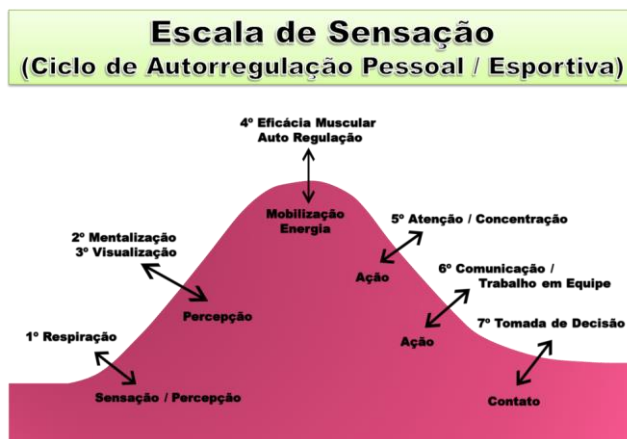 Escala de Sensação
(Ciclo de Autorregulação Pessoal / Esportiva)
4º Eficácia Muscular
Auto Regulação
Mobilização
Energia
2º Mentalização
3º Visualização
Percepção
1º Respiração
Sensação / Percepção
5º Atenção / Concentração
Ação
6º Comunicação /
Trabalho em Equipe
Ação
7º Tomada de Decisão
Contato